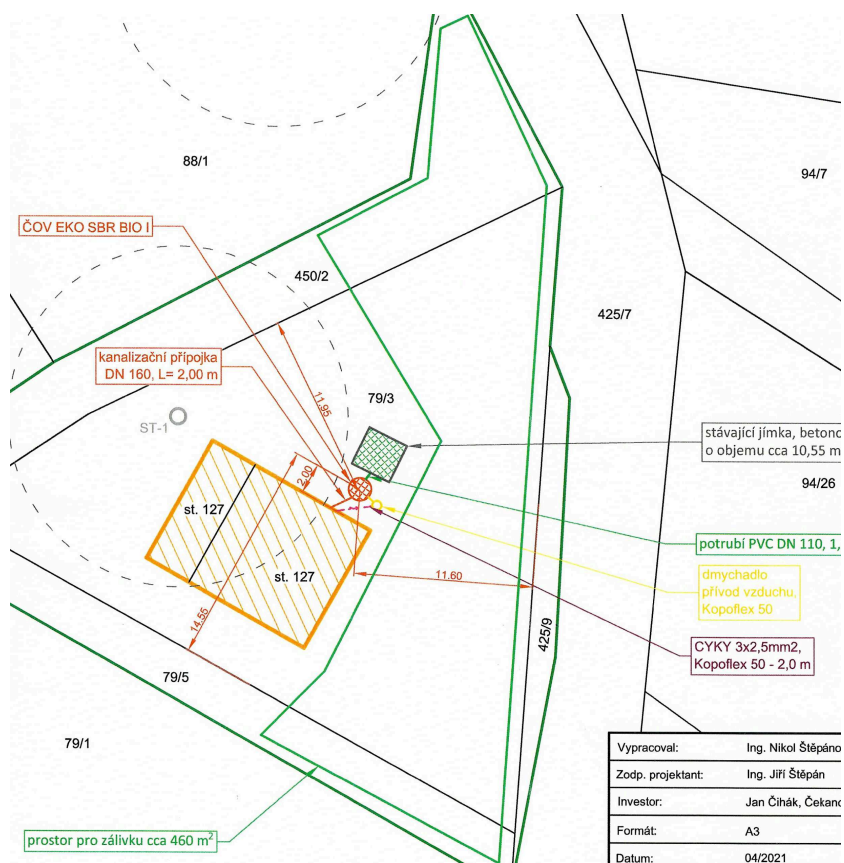 88/1
94/7
ČOV EKO SBR BIO I
450/2
425/7
kanalizační přípojka
DN 160, L= 2,00 m
11.95
79/3
ST-1
stávající jímka, betono
o objemu cca 10,55 m
2.00
94/26
st. 127
potrubí PVC DN 110, 1,
st. 127
11.60
dmychadlo
přívod vzduchu,
Kopoflex 50
14.55
425/9
CYKY 3x2,5mm2,
Kopoflex 50 - 2,0 m
79/5
79/1
Vypracoval: Ing. Nikol Štěpáno
Zodp. projektant: Ing. Jiří Štěpán
Investor: Jan Čihák, Čekano
Formát: A3
prostor pro zálivku cca 460 m²
Datum: 04/2021